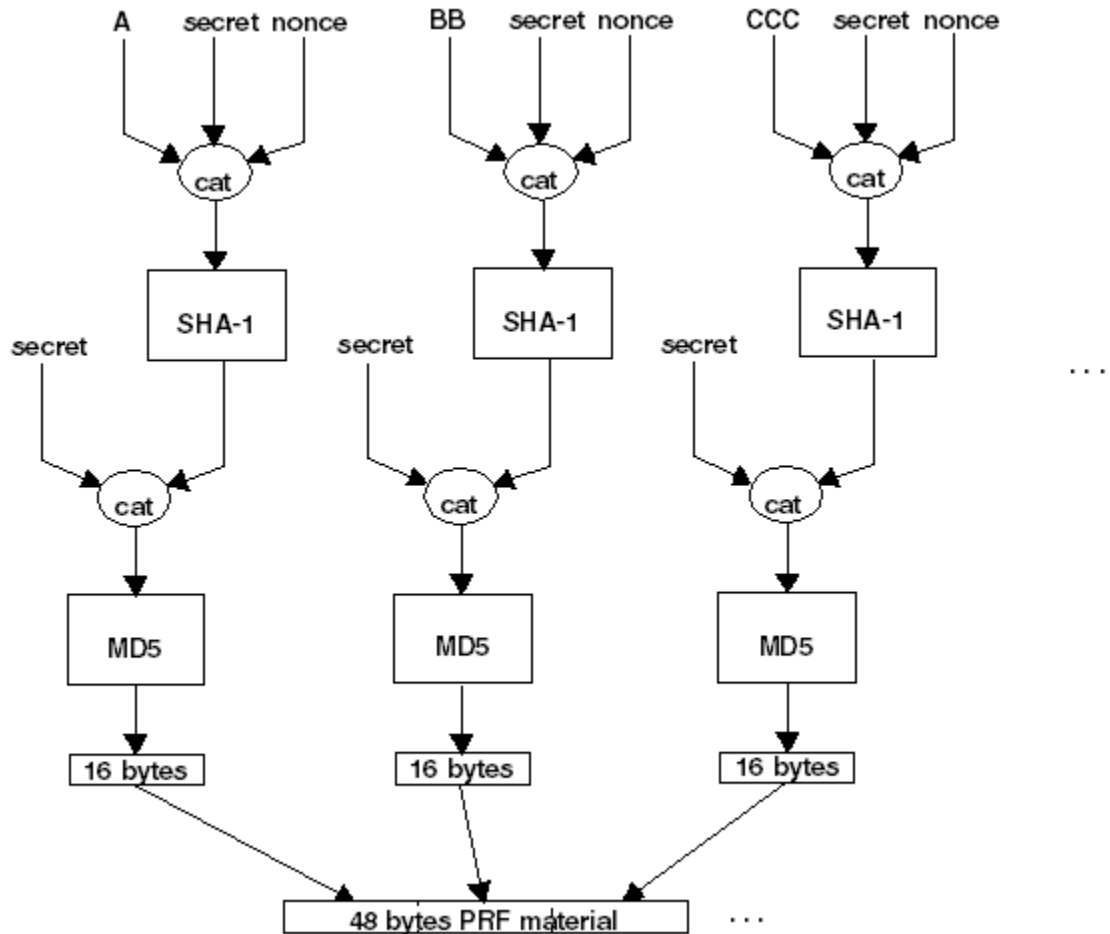 A secret nonce BB secret nonce CCC secret nonce
cat cat cat
SHA-1 SHA-1 SHA-1
secret secret secret
. . .
cat cat cat
MD5 MD5 MD5
16 bytes 16 bytes 16 bytes
48 bytes PRF material . . .